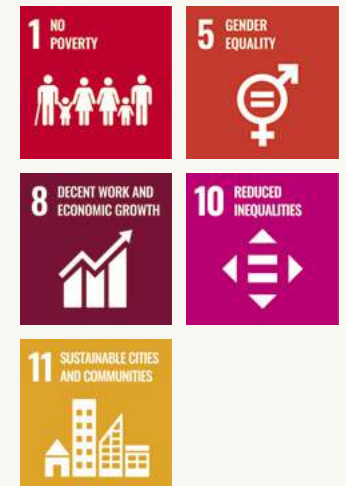 1 NO
POVERTY
5 GENDER
EQUALITY
8 DECENT WORK AND
ECONOMIC GROWTH
10 REDUCED
INEQUALITIES
11 SUSTAINABLE CITIES
AND COMMUNITIES